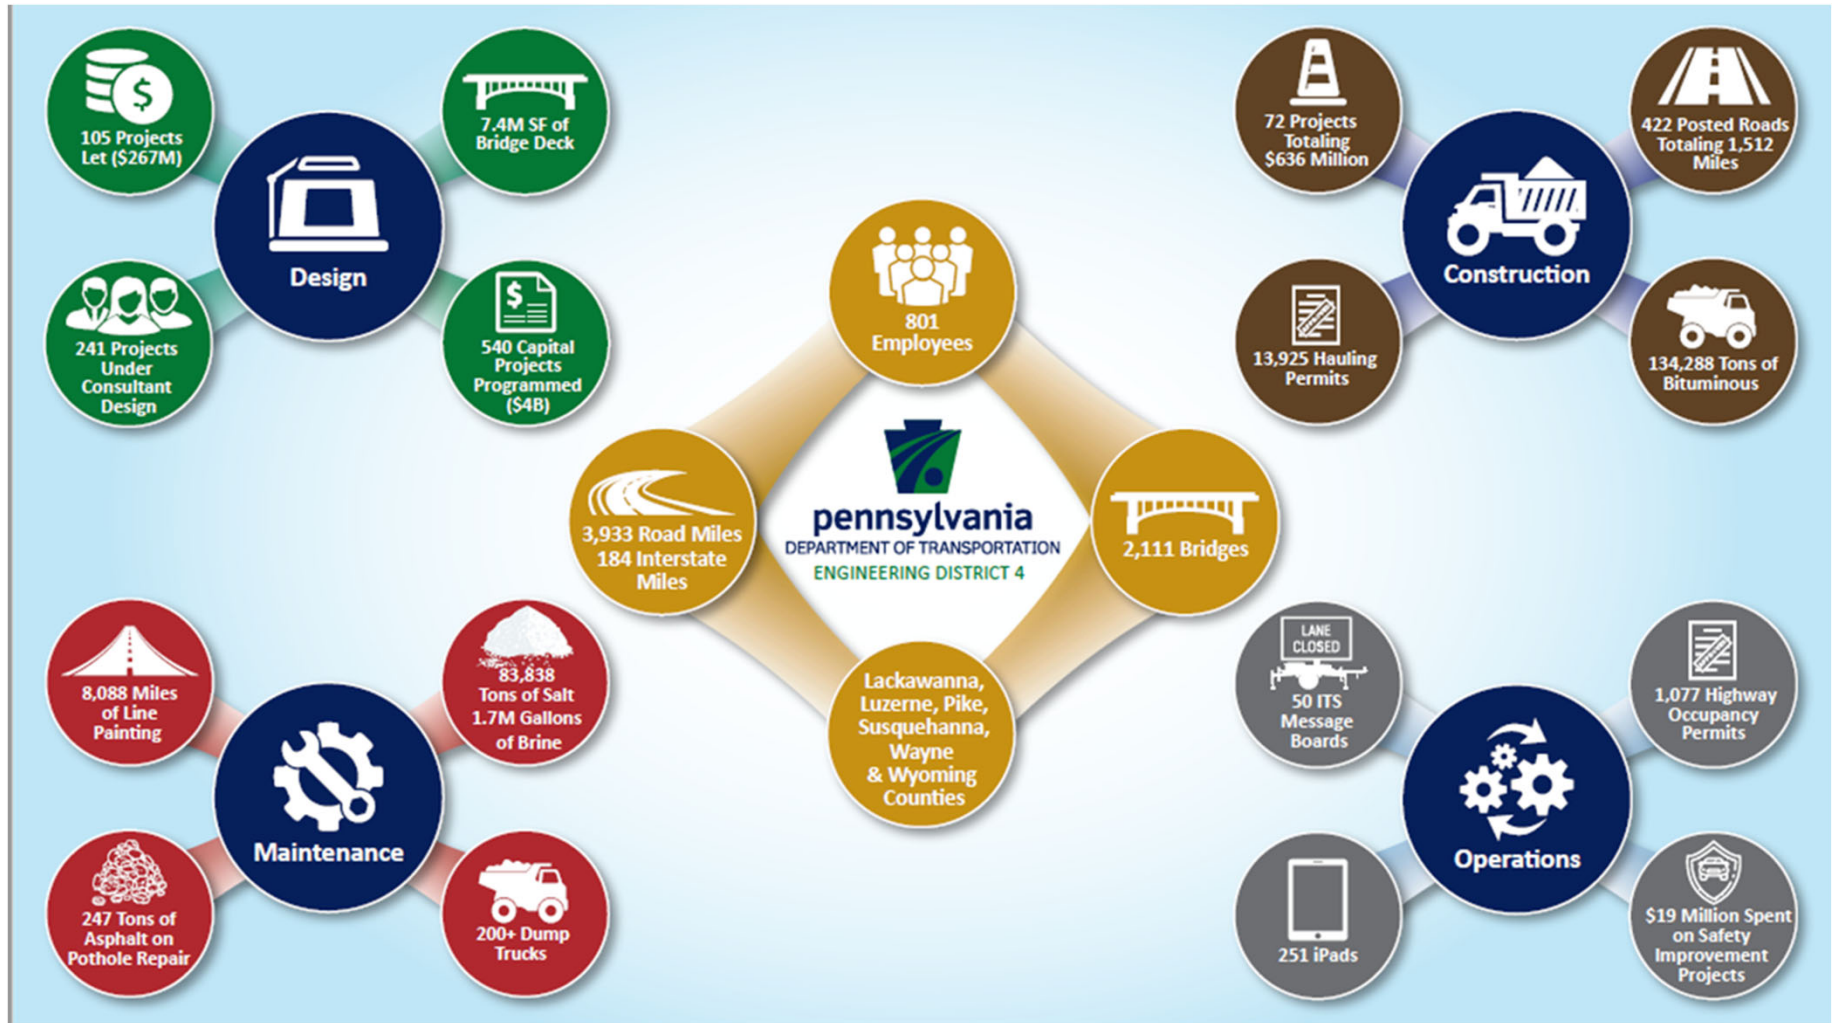 105 Projects
Let ($267M)
7.4M SF of
Bridge Deck
Design
241 Projects
Under
Consultant
Design
540 Capital
Projects
Programmed
($4B)
72 Projects
Totaling
$636 Million
422 Posted Roads
Totaling 1,512
Miles
Construction
13,925 Hauling
Permits
134,288 Tons of
Bituminous
801
Employees
3,933 Road Miles
184 Interstate
Miles
pennsylvania
DEPARTMENT OF TRANSPORTATION
ENGINEERING DISTRICT 4
2,111 Bridges
Lackawanna,
Luzerne, Pike,
Susquehanna,
Wayne
& Wyoming
Counties
8,088 Miles
of Line
Painting
83,838
Tons of Salt
1.7M Gallons
of Brine
Maintenance
247 Tons of
Asphalt on
Pothole Repair
200+ Dump
Trucks
LANE
CLOSED
50 ITS
Message
Boards
1,077 Highway
Occupancy
Permits
Operations
251 iPads
$19 Million Spent
on Safety
Improvement
Projects